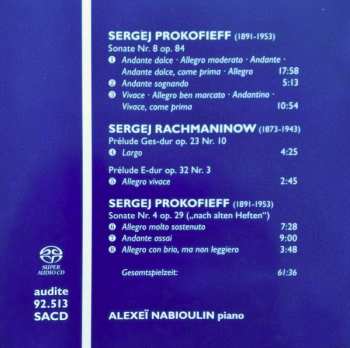 SERGEJ PROKOFIEFF (1891-1953)
Sonate Nr. 8 op. 84
1 Andante dolce · Allegro moderato · Andante ·
Andante dolce, come prima · Allegro 17:58
2 Andante sognando 5:13
3 Vivace · Allegro ben marcato · Andantino ·
Vivace, come prima 10:54
SERGEJ RACHMANINOW (1873-1943)
Prélude Ges-dur op. 23 Nr. 10
4 Largo 4:25
Prélude E-dur op. 32 Nr. 3
5 Allegro vivace 2:45
SERGEJ PROKOFIEFF (1891-1953)
Sonate Nr. 4 op. 29 („nach alten Heften")
6 Allegro molto sostenuto 7:28
7 Andante assai 9:00
8 Allegro con brio, ma non leggiero 3:48
Gesamtspielzeit: 61:36
SUPER AUDIO CD
audite
92.513
SACD
ALEXEÏ NABIOULIN piano